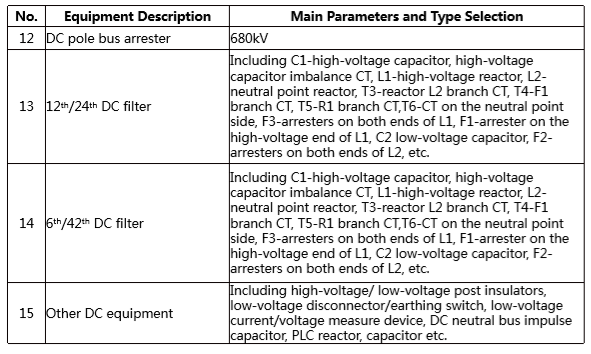 No. Equipment Description Main Parameters and Type Selection
12 DC pole bus arrester 680kV
13 12th/24th DC filter
Including C1-high-voltage capacitor, high-voltage
capacitor imbalance CT, L1-high-voltage reactor, L2-
neutral point reactor, T3-reactor L2 branch CT, T4-F1
branch CT, T5-R1 branch CT,T6-CT on the neutral point
side, F3-arresters on both ends of L1, F1-arrester on the
high-voltage end of L1, C2 low-voltage capacitor, F2-
arresters on both ends of L2, etc.
14 6th/42th DC filter
Including C1-high-voltage capacitor, high-voltage
capacitor imbalance CT, L1-high-voltage reactor, L2-
neutral point reactor, T3-reactor L2 branch CT, T4-F1
branch CT, T5-R1 branch CT,T6-CT on the neutral point
side, F3-arresters on both ends of L1, F1-arrester on the
high-voltage end of L1, C2 low-voltage capacitor, F2-
arresters on both ends of L2, etc.
15 Other DC equipment
Including high-voltage/ low-voltage post insulators,
low-voltage disconnector/earthing switch, low-voltage
current/voltage measure device, DC neutral bus impulse
capacitor, PLC reactor, capacitor etc.